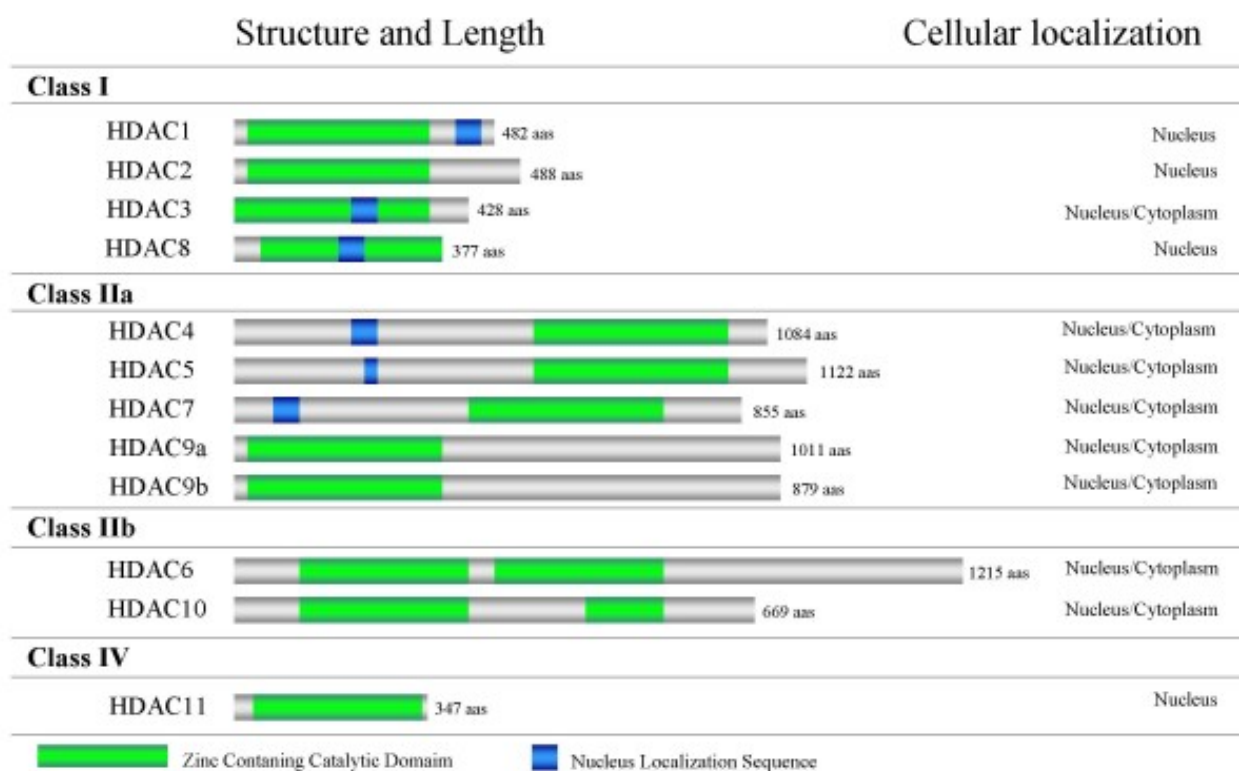 Structure and Length Cellular localization
Class I
HDAC1 482 aas Nucleus
HDAC2 488 aas Nucleus
HDAC3 428 aas Nucleus/Cytoplasm
HDAC8 377 aas Nucleus
Class IIa
HDAC4 1084 aas Nucleus/Cytoplasm
HDAC5 1122 aas Nucleus/Cytoplasm
HDAC7 855 aas Nucleus/Cytoplasm
HDAC9a 1011 aas Nucleus/Cytoplasm
HDAC9b 879 aas Nucleus/Cytoplasm
Class IIb
HDAC6 1215 aas Nucleus/Cytoplasm
HDAC10 669 aas Nucleus/Cytoplasm
Class IV
HDAC11 347 aas Nucleus
Zinc Contaning Catalytic Domaim Nucleus Localization Sequence